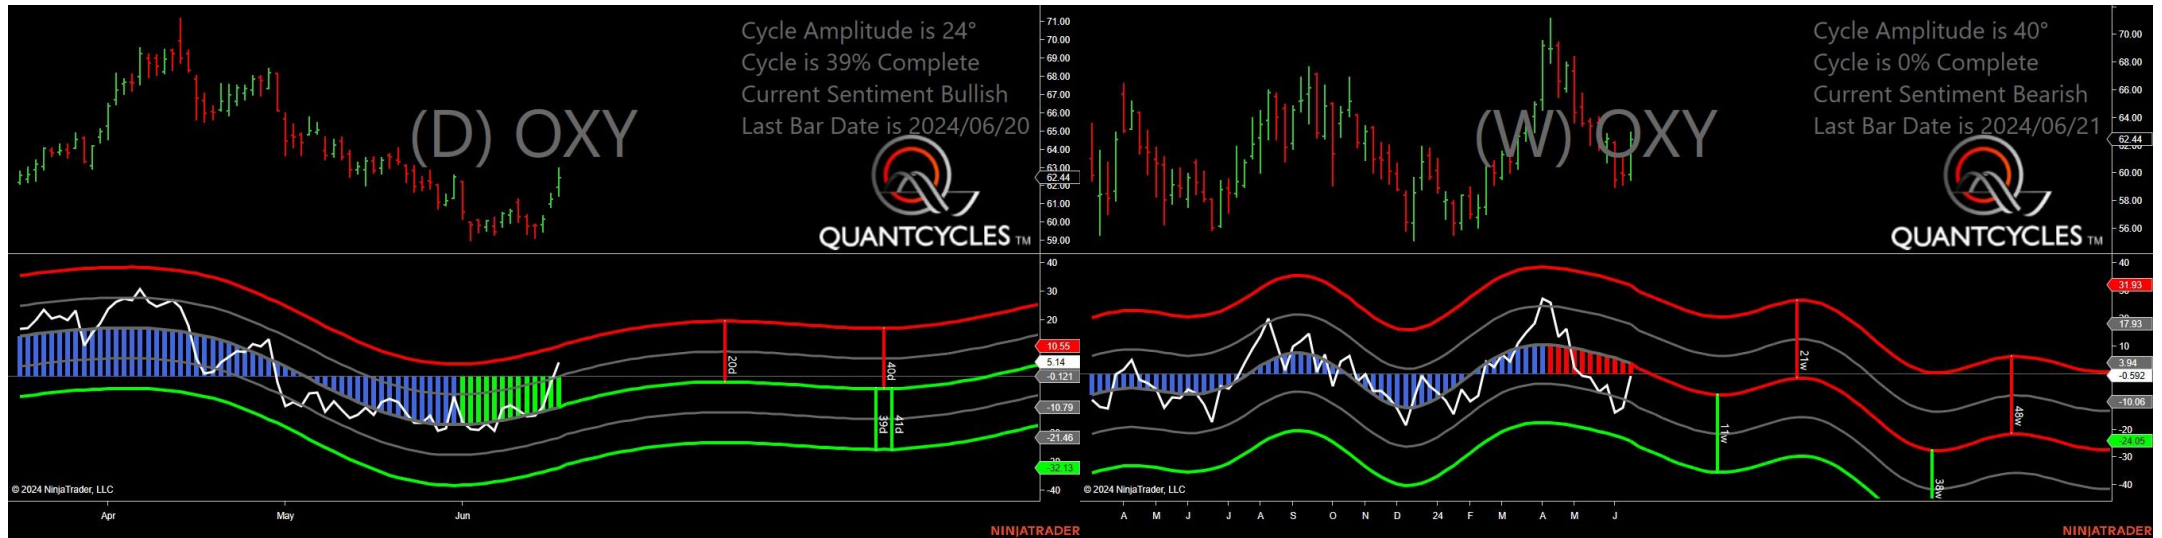 Cycle Amplitude is 24°
Cycle is 39% Complete
Current Sentiment Bullish
Last Bar Date is 2024/06/20
(D) OXY
QUANTCYCLES TM
71.00
70.00
69.00
68.00
67.00
66.00
65.00
64.00
63.00
62.44
62.00
61.00
60.00
59.00
40
30
20
10.55
5.14
-0.121
-10.79
-21.46
-32.13
-40
20d
40d
39d
41d
© 2024 NinjaTrader, LLC
Apr
May
Jun
NINJATRADER
Cycle Amplitude is 40°
Cycle is 0% Complete
Current Sentiment Bearish
Last Bar Date is 2024/06/21
(W) OXY
QUANTCYCLES TM
70.00
68.00
66.00
64.00
62.44
62.00
60.00
58.00
56.00
40
31.93
17.93
10
3.94
-0.592
-10.06
-20
-24.05
-30
-40
21w
11w
48w
38w
© 2024 NinjaTrader, LLC
A M J J A S O N D 24 F M A M J
NINJATRADER